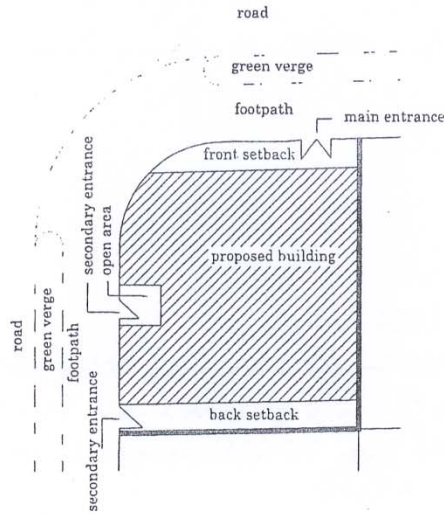 road
green verge
footpath
main entrance
front setback
secondary entrance
open area
proposed building
road
green verge
footpath
back setback
secondary entrance